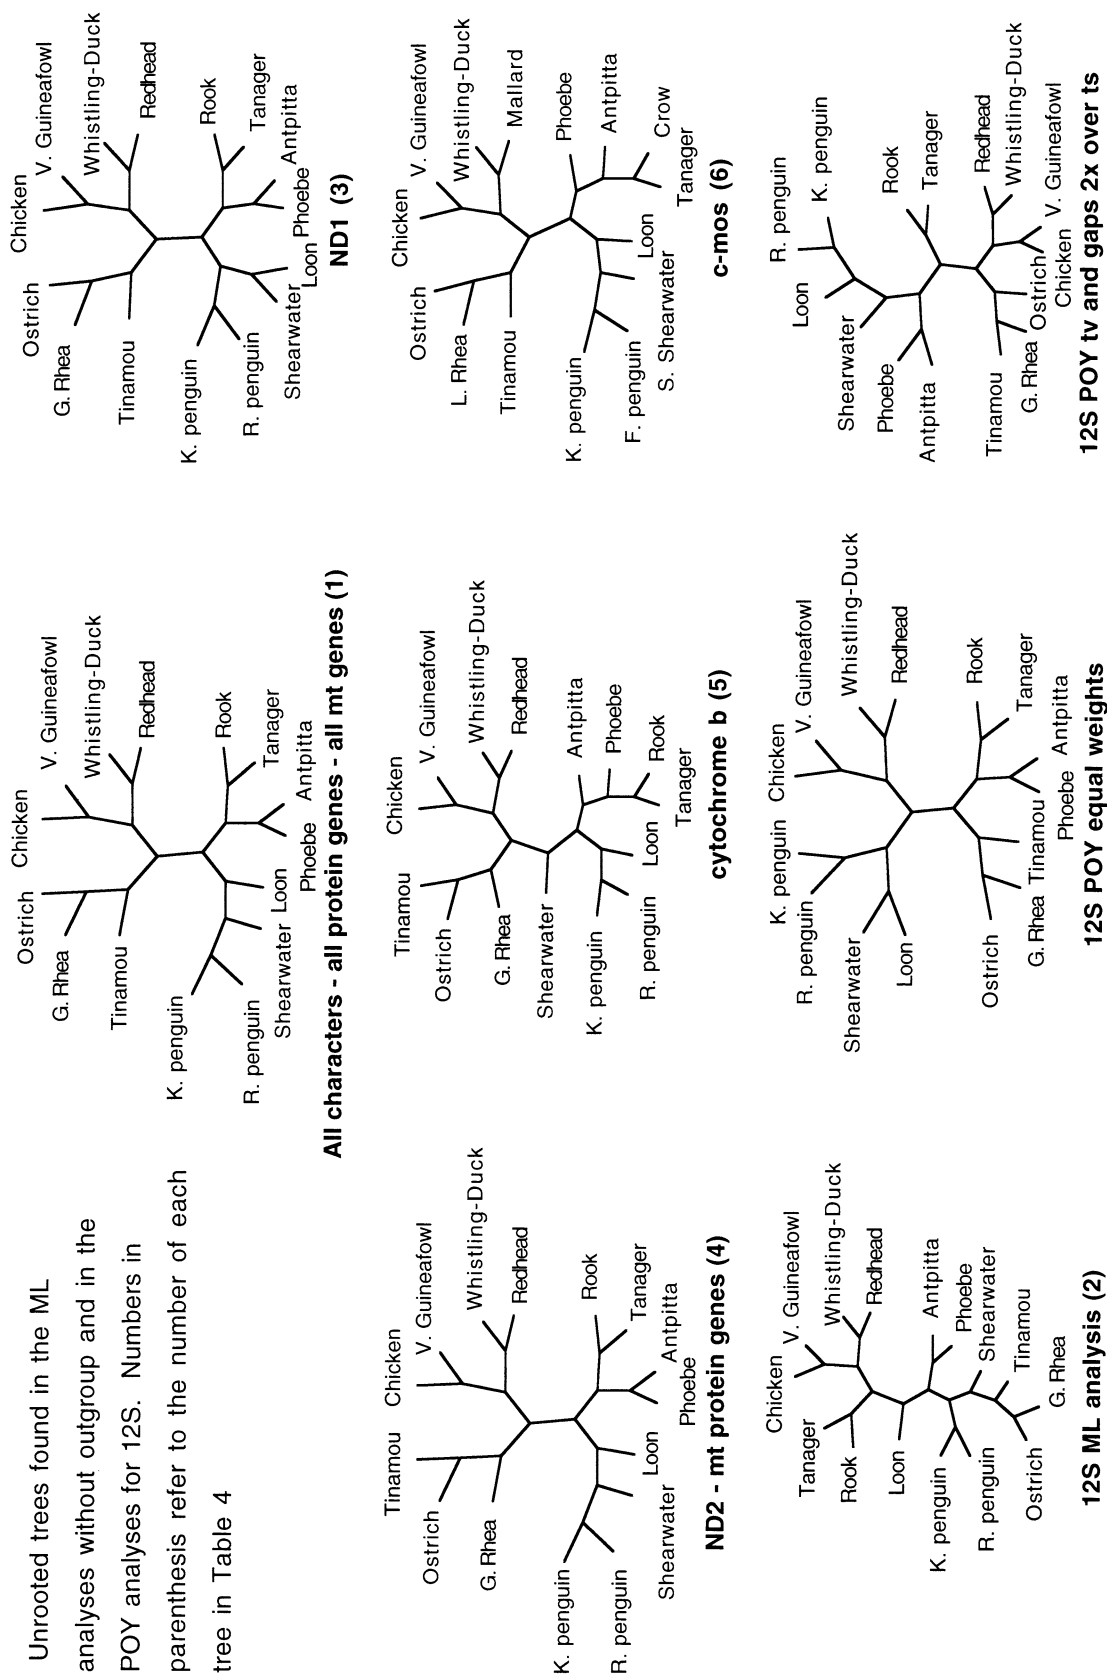 Unrooted trees found in the ML
analyses without outgroup and in the
POY analyses for 12S. Numbers in
parenthesis refer to the number of each
tree in Table 4
Ostrich
Chicken
V. Guineafowl
Whistling-Duck
Redhead
G. Rhea
Tinamou
Rook
Tanager
Antpitta
Phoebe
Loon
Shearwater
K. penguin
R. penguin
All characters - all protein genes - all mt genes (1)
Ostrich
Chicken
V. Guineafowl
Whistling-Duck
Redhead
G. Rhea
Tinamou
Rook
Tanager
Antpitta
Phoebe
Loon
Shearwater
K. penguin
R. penguin
ND1 (3)
Tinamou
Chicken
V. Guineafowl
Whistling-Duck
Redhead
Ostrich
G. Rhea
Rook
Tanager
Antpitta
Phoebe
Loon
Shearwater
K. penguin
R. penguin
ND2 - mt protein genes (4)
Tinamou
Chicken
V. Guineafowl
Whistling-Duck
Redhead
Ostrich
G. Rhea
Shearwater
Antpitta
Phoebe
Rook
Tanager
Loon
K. penguin
R. penguin
cytochrome b (5)
Ostrich
Chicken
V. Guineafowl
Whistling-Duck
Mallard
L. Rhea
Tinamou
Phoebe
Antpitta
Crow
Tanager
Loon
S. Shearwater
K. penguin
F. penguin
c-mos (6)
Chicken
V. Guineafowl
Whistling-Duck
Redhead
Tanager
Rook
Loon
Antpitta
Phoebe
Shearwater
Tinamou
G. Rhea
Ostrich
K. penguin
R. penguin
12S ML analysis (2)
K. penguin
Chicken
V. Guineafowl
Whistling-Duck
Redhead
R. penguin
Shearwater
Loon
Rook
Tanager
Antpitta
Phoebe
Tinamou
G. Rhea
Ostrich
12S POY equal weights
R. penguin
K. penguin
Loon
Shearwater
Phoebe
Antpitta
Rook
Tanager
Redhead
Whistling-Duck
V. Guineafowl
Chicken
Ostrich
G. Rhea
Tinamou
12S POY tv and gaps 2x over ts